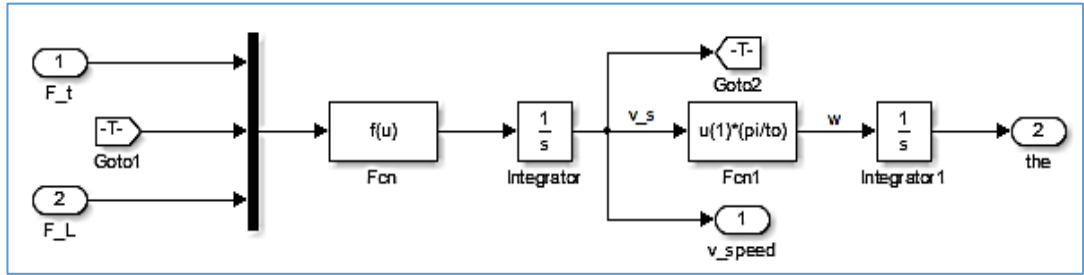 1
F_t
-T-
Goto1
2
F_L
f(u)
Fcn
1
s
Integrator
v_s
-T-
Goto2
u(1)*(pi/to)
Fcn1
w
1
s
Integrator1
2
the
1
v_speed